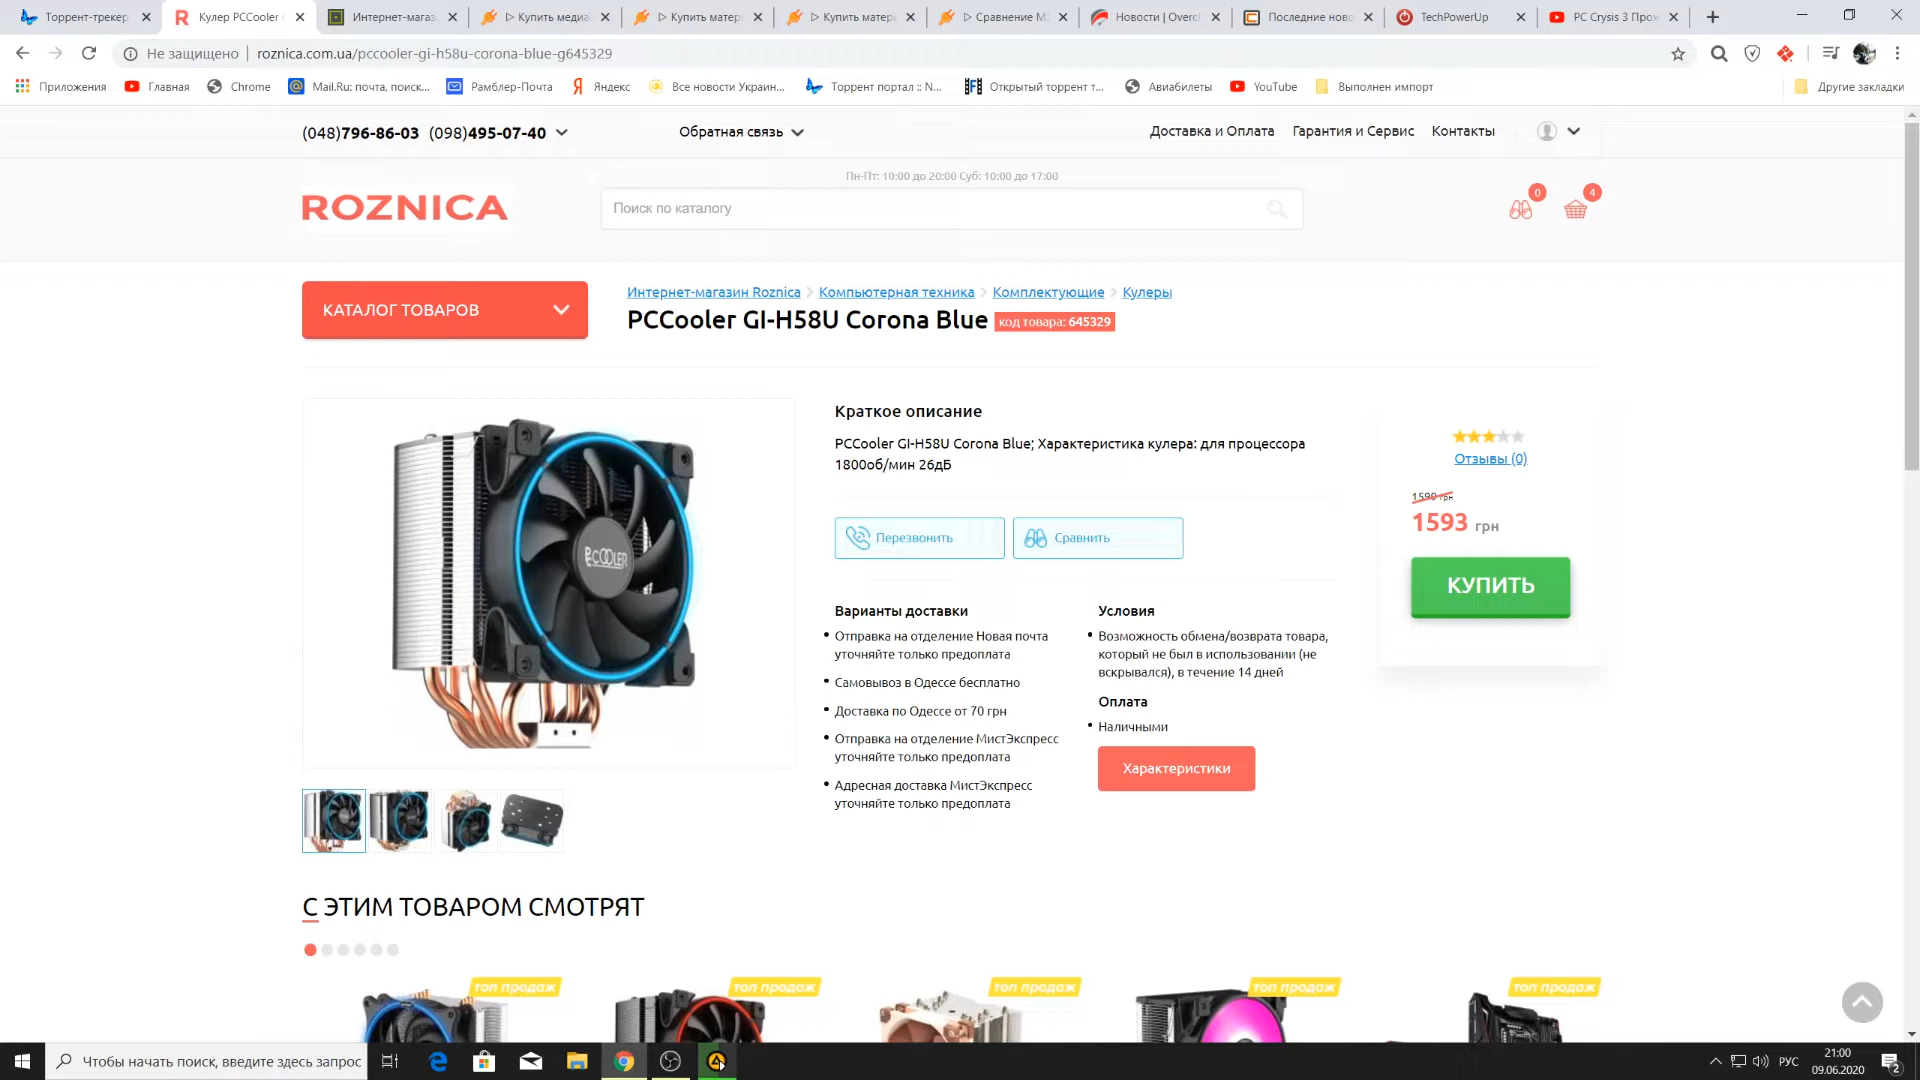 Торрент-трекер
Кулер PCCooler
Интернет-мага
▷ Купить медиа
▷ Купить матер
▷ Купить матер
▷ Сравнение M
Новости | Overcl
Последние ново
TechPowerUp
PC Crysis 3 Про
Не защищено
roznica.com.ua/pccooler-gi-h58u-corona-blue-g645329
Приложения
Главная
Chrome
Mail.Ru: почта, поиск...
Рамблер-Почта
Яндекс
Все новости Украин...
Торрент портал :: N...
Открытый торрент т...
Авиабилеты
YouTube
Выполнен импорт
Другие закладки
(048)796-86-03 (098)495-07-40
Обратная связь
Доставка и Оплата
Гарантия и Сервис
Контакты
Пн-Пт: 10:00 до 20:00 Суб: 10:00 до 17:00
ROZNICA
Поиск по каталогу
0
4
КАТАЛОГ ТОВАРОВ
Интернет-магазин Roznica
Компьютерная техника
Комплектующие
Кулеры
PCCooler GI-H58U Corona Blue
код товара: 645329
PCCOOLER
Краткое описание
PCCooler GI-H58U Corona Blue; Характеристика кулера: для процессора
1800об/мин 26дБ
Перезвонить
Сравнить
Отзывы (0)
1599 грн
1593 грн
КУПИТЬ
Варианты доставки
• Отправка на отделение Новая почта
уточняйте только предоплата
• Самовывоз в Одессе бесплатно
• Доставка по Одессе от 70 грн
• Отправка на отделение МистЭкспресс
уточняйте только предоплата
• Адресная доставка МистЭкспресс
уточняйте только предоплата
Условия
• Возможность обмена/возврата товара,
который не был в использовании (не
вскрывался), в течение 14 дней
Оплата
• Наличными
Характеристики
С ЭТИМ ТОВАРОМ СМОТРЯТ
топ продаж
топ продаж
топ продаж
топ продаж
топ продаж
Чтобы начать поиск, введите здесь запрос
РУС
21:00
09.06.2020
2